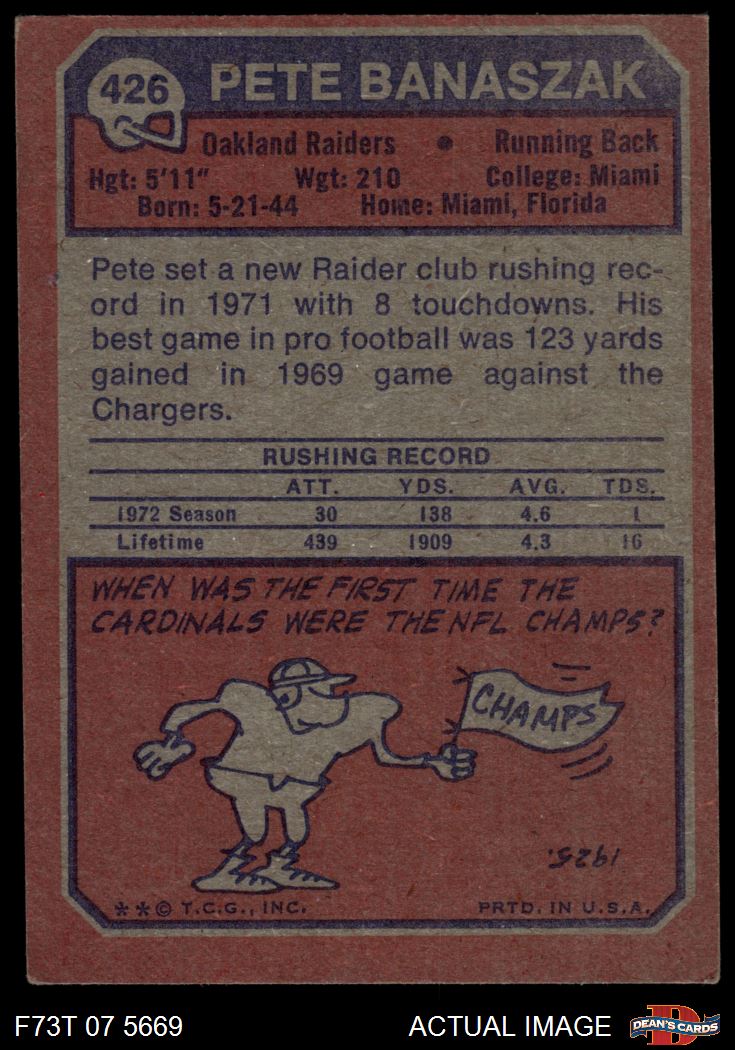 426
PETE BANASZAK
Oakland Raiders • Running Back
Hgt: 5'11" Wgt: 210 College: Miami
Born: 5-21-44 Home: Miami, Florida
Pete set a new Raider club rushing rec-
ord in 1971 with 8 touchdowns. His
best game in pro football was 123 yards
gained in 1969 game against the
Chargers.
RUSHING RECORD
ATT. YDS. AVG. TDS.
1972 Season 30 138 4.6 1
Lifetime 439 1909 4.3 16
WHEN WAS THE FIRST TIME THE
CARDINALS WERE THE NFL CHAMPS?
CHAMPS
1925.
** © T.C.G., INC. PRTD. IN U.S.A.
F73T 07 5669 ACTUAL IMAGE
D
DEAN'S CARDS